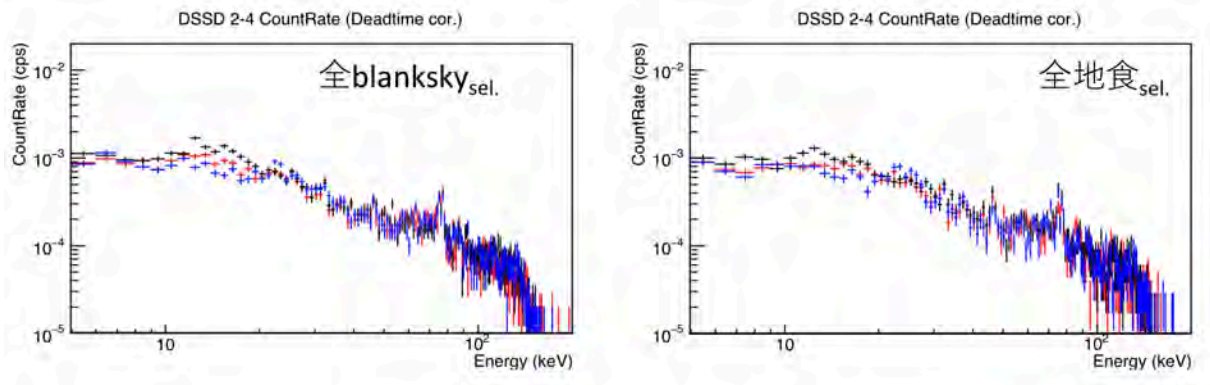 DSSD 2-4 CountRate (Deadtime cor.)
CountRate (cps)
10⁻²
10⁻³
10⁻⁴
10⁻⁵
全blanksky sel.
10
10²
Energy (keV)
DSSD 2-4 CountRate (Deadtime cor.)
CountRate (cps)
10⁻²
10⁻³
10⁻⁴
10⁻⁵
全地食 sel.
10
10²
Energy (keV)